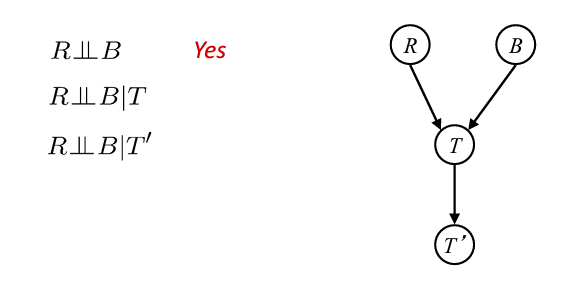 R⫫B Yes
R⫫B|T
R⫫B|T′
R B
T
T′